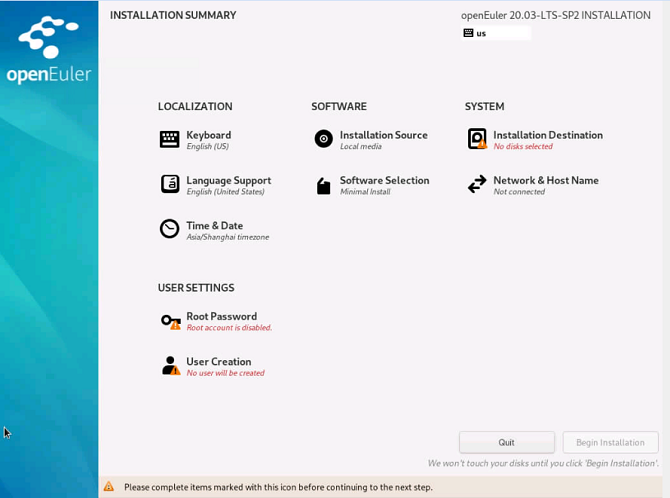 openEuler
INSTALLATION SUMMARY
openEuler 20.03-LTS-SP2 INSTALLATION
us
LOCALIZATION
Keyboard
English (US)
Language Support
English (United States)
Time & Date
Asia/Shanghai timezone
SOFTWARE
Installation Source
Local media
Software Selection
Minimal Install
SYSTEM
Installation Destination
No disks selected
Network & Host Name
Not connected
USER SETTINGS
Root Password
Root account is disabled.
User Creation
No user will be created
Quit
Begin Installation
We won't touch your disks until you click 'Begin Installation'.
Please complete items marked with this icon before continuing to the next step.